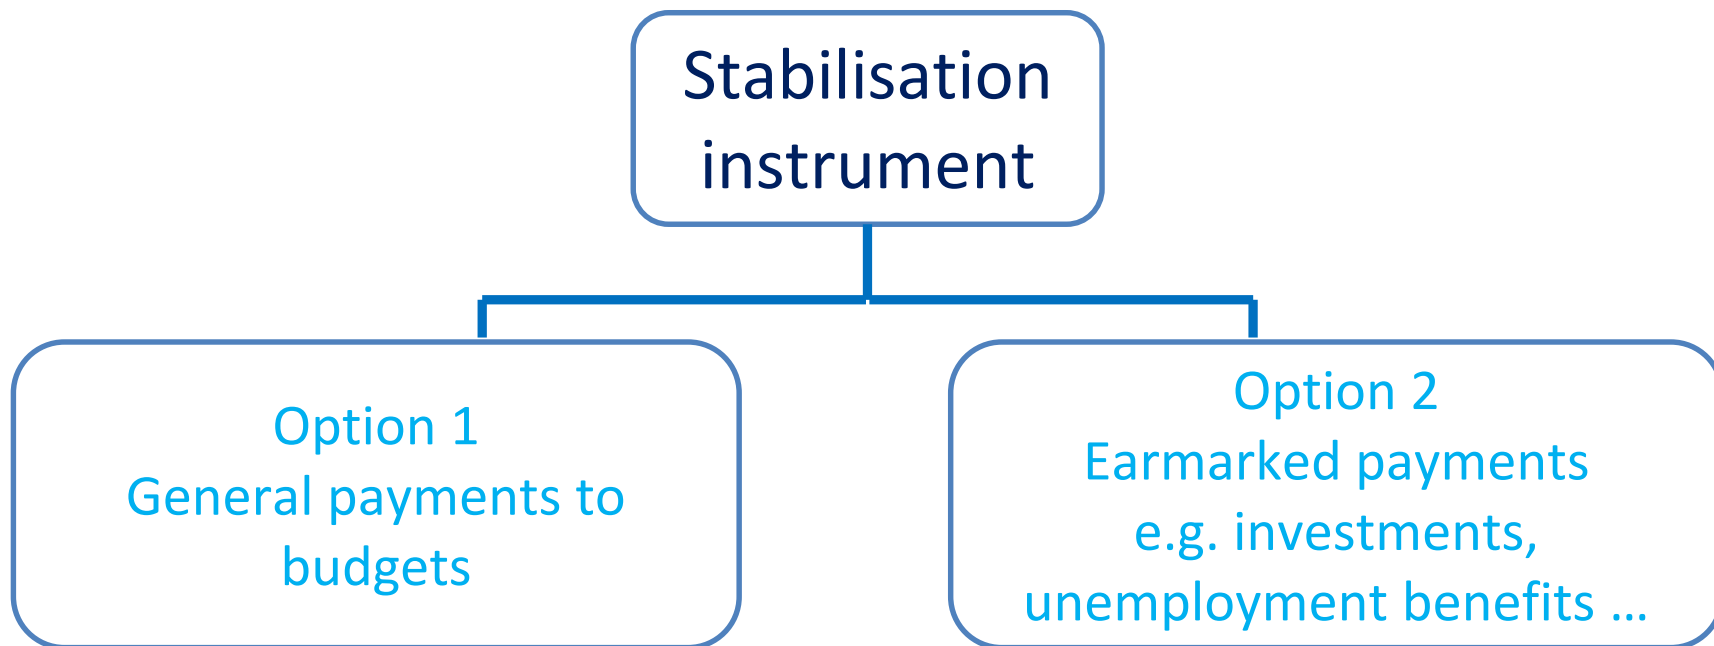 Stabilisation
instrument
Option 1
General payments to
budgets
Option 2
Earmarked payments
e.g. investments,
unemployment benefits ...